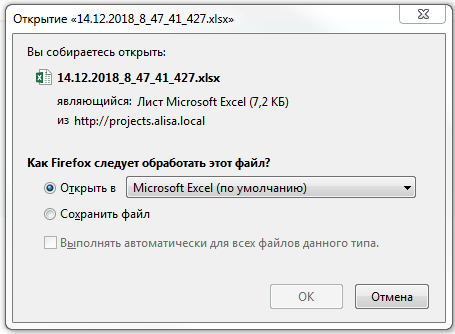 Открытие «14.12.2018_8_47_41_427.xlsx»
Вы собираетесь открыть:
14.12.2018_8_47_41_427.xlsx
являющийся: Лист Microsoft Excel (7,2 КБ)
из http://projects.alisa.local
Как Firefox следует обработать этот файл?
Открыть в Microsoft Excel (по умолчанию)
Сохранить файл
Выполнять автоматически для всех файлов данного типа.
ОК Отмена